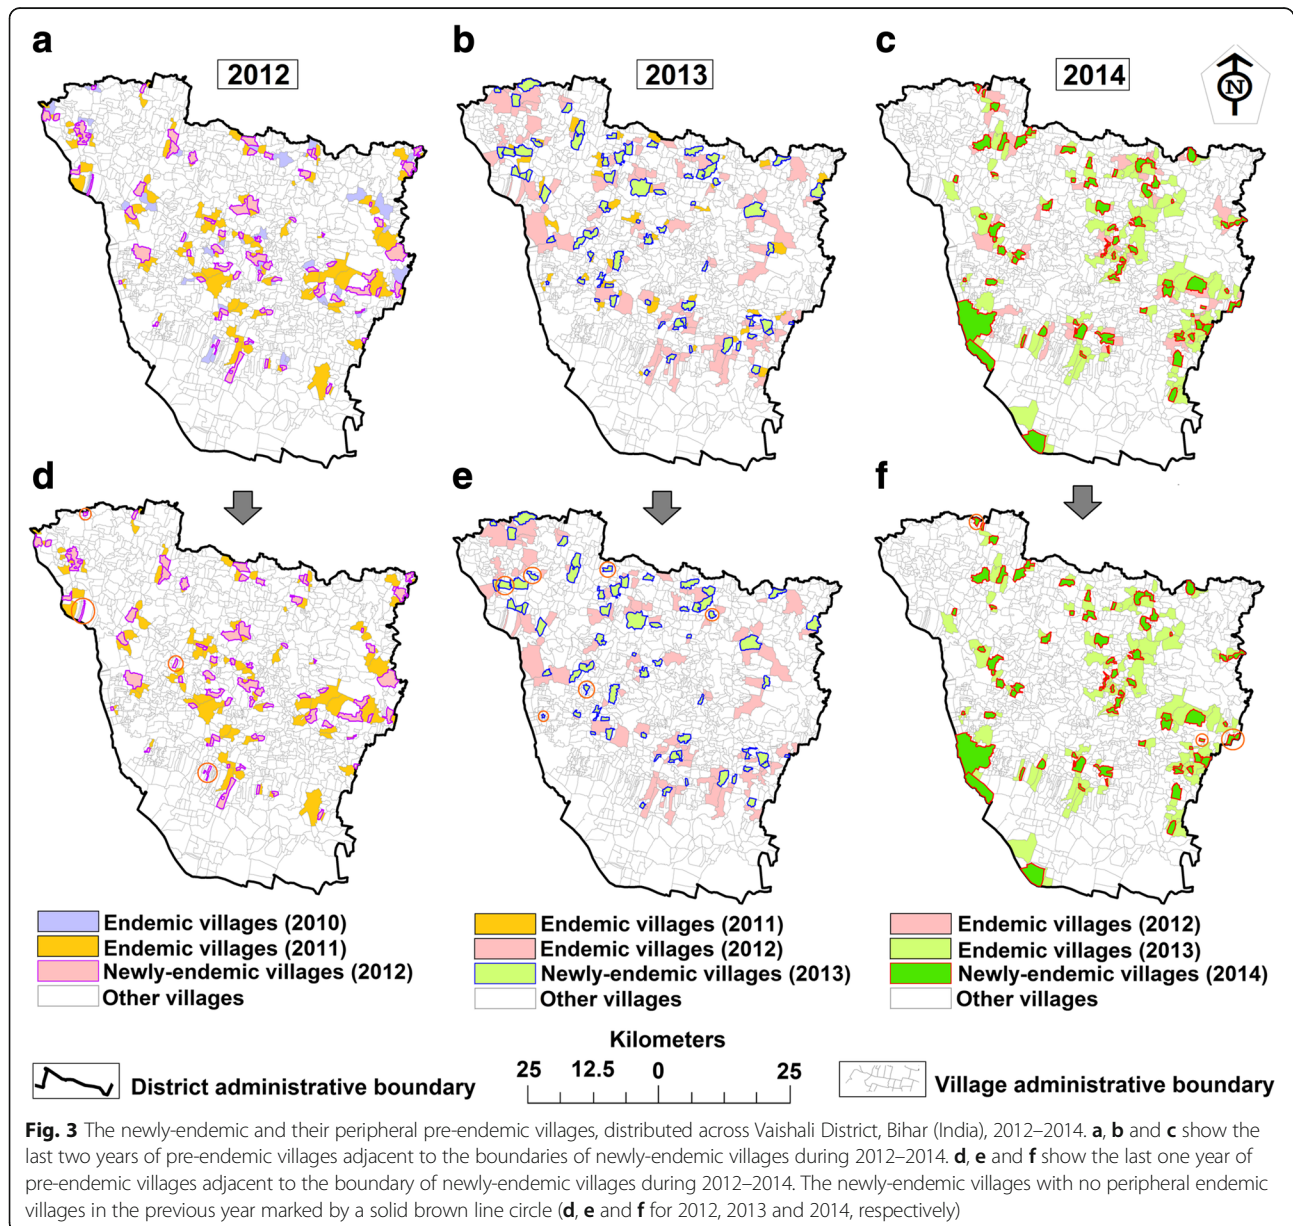 a
2012
b
2013
c
2014
N
d
e
f
Endemic villages (2010)
Endemic villages (2011)
Newly-endemic villages (2012)
Other villages
Endemic villages (2011)
Endemic villages (2012)
Newly-endemic villages (2013)
Other villages
Endemic villages (2012)
Endemic villages (2013)
Newly-endemic villages (2014)
Other villages
Kilometers
25 12.5 0 25
District administrative boundary
Village administrative boundary
Fig. 3 The newly-endemic and their peripheral pre-endemic villages, distributed across Vaishali District, Bihar (India), 2012–2014. a, b and c show the
last two years of pre-endemic villages adjacent to the boundaries of newly-endemic villages during 2012–2014. d, e and f show the last one year of
pre-endemic villages adjacent to the boundary of newly-endemic villages during 2012–2014. The newly-endemic villages with no peripheral endemic
villages in the previous year marked by a solid brown line circle (d, e and f for 2012, 2013 and 2014, respectively)